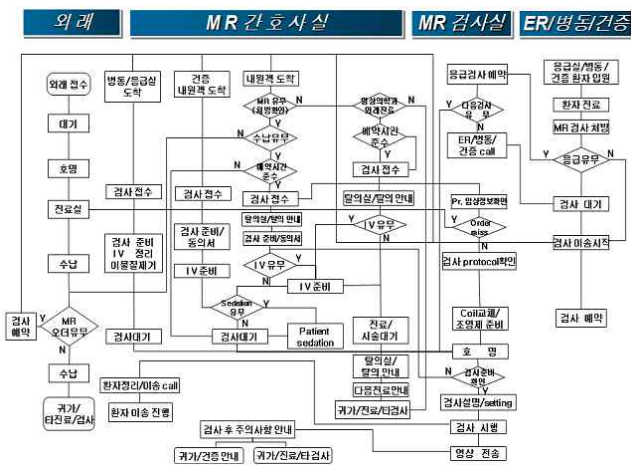 외 래
M R 간 호 사 실
MR 검 사 실
ER/병 동/건 증
외래 접수
대기
호명
진료실
수납
MR
오더유무
Y
N
검사
예약
수납
귀가/
타진료/검사
병동/응급실
도착
검사 접수
검사 준비
IV 정리
이물질제거
검사대기
환자정리/이송 call
환자 이송 진행
건증
내원객 도착
검사 접수
검사 준비/
동의서
IV 준비
Sedation
유무
Y
N
검사대기
Patient
sedation
내원객 도착
MR 유무
(처방확인)
N
Y
수납유무
N
Y
예약시간
준수
N
Y
검사 접수
탈의실/탈의 안내
검사 준비/동의서
IV유무
Y
N
IV 준비
영상의학과
외래진료
N
Y
예약시간
준수
Y
검사 접수
탈의실/탈의 안내
IV유무
Y
N
진료/
시술대기
탈의실/
탈의 안내
다음진료안내
귀가/진료/타검사
검사 후 주의사항 안내
귀가/건증 안내
귀가/진료/타검사
응급검사 예약
다음검사
유 무
Y
N
ER/병동/
건증 call
Pr, 임상정보확인
Order
miss
Y
N
검사 protocol확인
Coil교체/
조영제 준비
호 명
검사준비
확인
N
Y
검사설명/setting
검사 시행
영상 전송
응급실/병동/
건증 환자 입원
환자 진료
MR 검사 처방
응급유무
Y
N
검사 대기
검사 이송시작
검사 예약